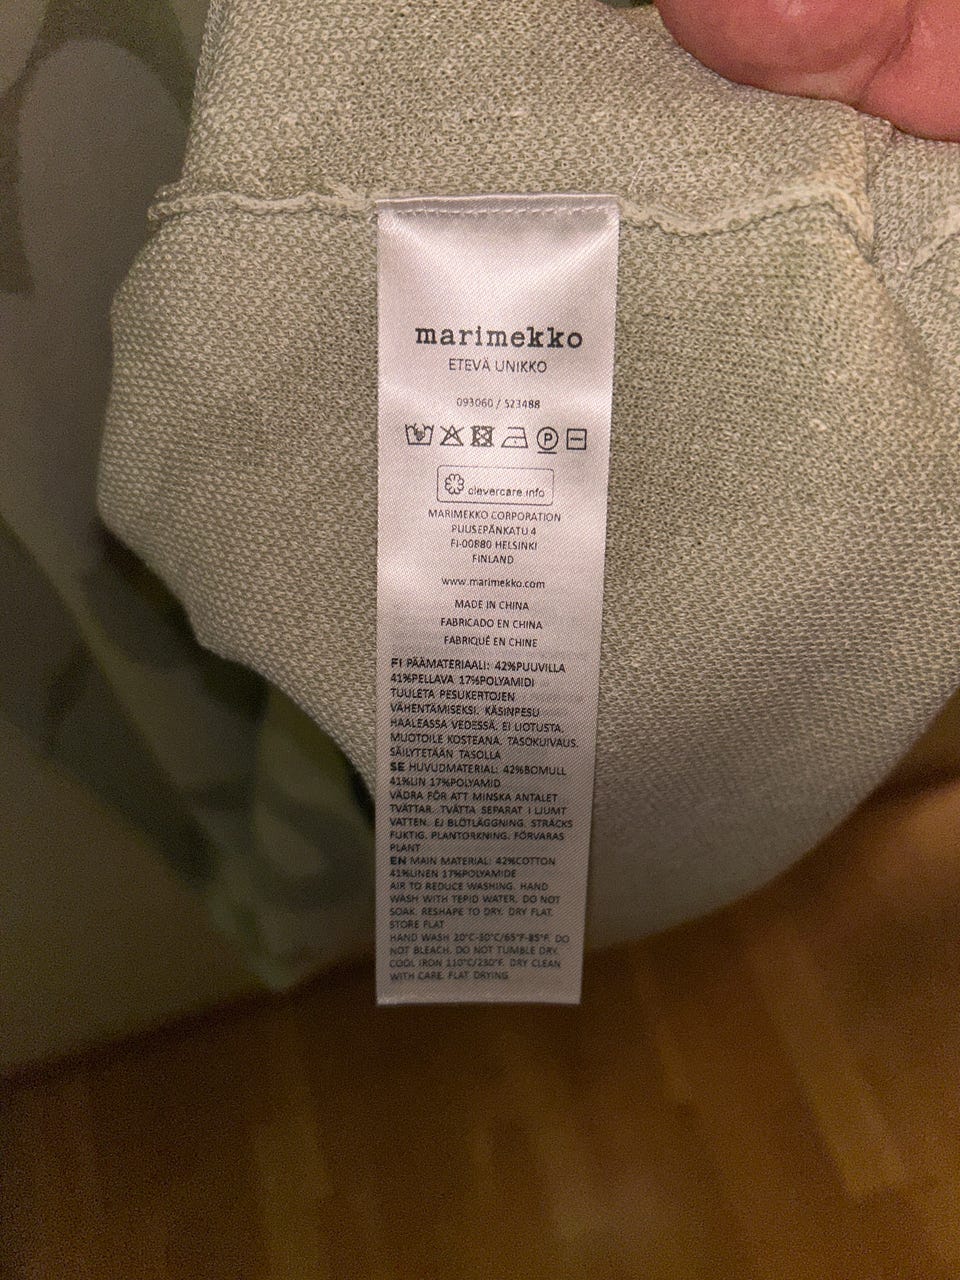 marimekko
ETEVÄ UNIKKO
093060 / 523488
P
clevercare.info
MARIMEKKO CORPORATION
PUUSEPÄNKATU 4
FI-00880 HELSINKI
FINLAND
www.marimekko.com
MADE IN CHINA
FABRICADO EN CHINA
FABRIQUÉ EN CHINE
FI PÄÄMATERIAALI: 42%PUUVILLA
41%PELLAVA 17%POLYAMIDI
TUULETA PESUKERTOJEN
VÄHENTÄMISEKSI. KÄSINPESU
HAALEASSA VEDESSÄ. EI LIOTUSTA.
MUOTOILE KOSTEANA. TASOKUIVAUS.
SÄILYTETÄÄN TASOLLA
SE HUVUDMATERIAL: 42%BOMULL
41%LIN 17%POLYAMID
VÄDRA FÖR ATT MINSKA ANTALET
TVÄTTAR. TVÄTTA SEPARAT I LJUMT
VATTEN. EJ BLÖTLÄGGNING. STRÄCKS
FUKTIG. PLANTORKNING. FÖRVARAS
PLANT
EN MAIN MATERIAL: 42%COTTON
41%LINEN 17%POLYAMIDE
AIR TO REDUCE WASHING. HAND
WASH WITH TEPID WATER. DO NOT
SOAK. RESHAPE TO DRY. DRY FLAT.
STORE FLAT
HAND WASH 20°C-30°C/65°F-85°F. DO
NOT BLEACH. DO NOT TUMBLE DRY.
COOL IRON 110°C/230°F. DRY CLEAN
WITH CARE. FLAT DRYING